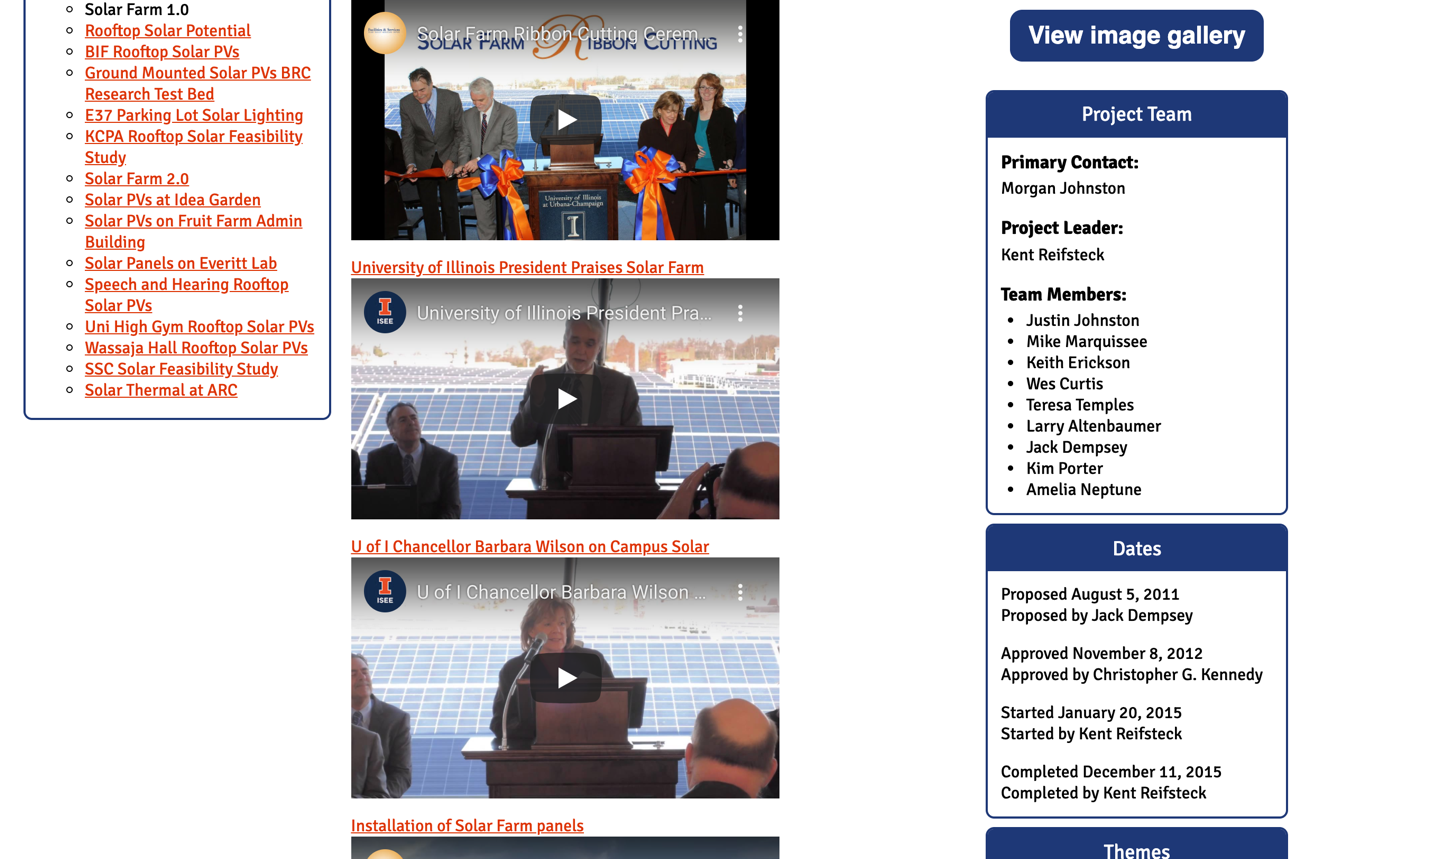 Solar Farm 1.0
Rooftop Solar Potential
BIF Rooftop Solar PVs
Ground Mounted Solar PVs BRC
Research Test Bed
E37 Parking Lot Solar Lighting
KCPA Rooftop Solar Feasibility
Study
Solar Farm 2.0
Solar PVs at Idea Garden
Solar PVs on Fruit Farm Admin
Building
Solar Panels on Everitt Lab
Speech and Hearing Rooftop
Solar PVs
Uni High Gym Rooftop Solar PVs
Wassaja Hall Rooftop Solar PVs
SSC Solar Feasibility Study
Solar Thermal at ARC
Solar Farm Ribbon Cutting Cerem...
SOLAR FARM RIBBON CUTTING
University of Illinois
at Urbana-Champaign
I
University of Illinois President Praises Solar Farm
I
ISEE
University of Illinois President Pra...
U of I Chancellor Barbara Wilson on Campus Solar
I
ISEE
U of I Chancellor Barbara Wilson ...
Installation of Solar Farm panels
View image gallery
Project Team
Primary Contact:
Morgan Johnston
Project Leader:
Kent Reifsteck
Team Members:
Justin Johnston
Mike Marquissee
Keith Erickson
Wes Curtis
Teresa Temples
Larry Altenbaumer
Jack Dempsey
Kim Porter
Amelia Neptune
Dates
Proposed August 5, 2011
Proposed by Jack Dempsey
Approved November 8, 2012
Approved by Christopher G. Kennedy
Started January 20, 2015
Started by Kent Reifsteck
Completed December 11, 2015
Completed by Kent Reifsteck
Themes